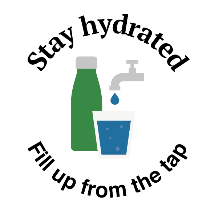 Stay hydrated
Fill up from the tap